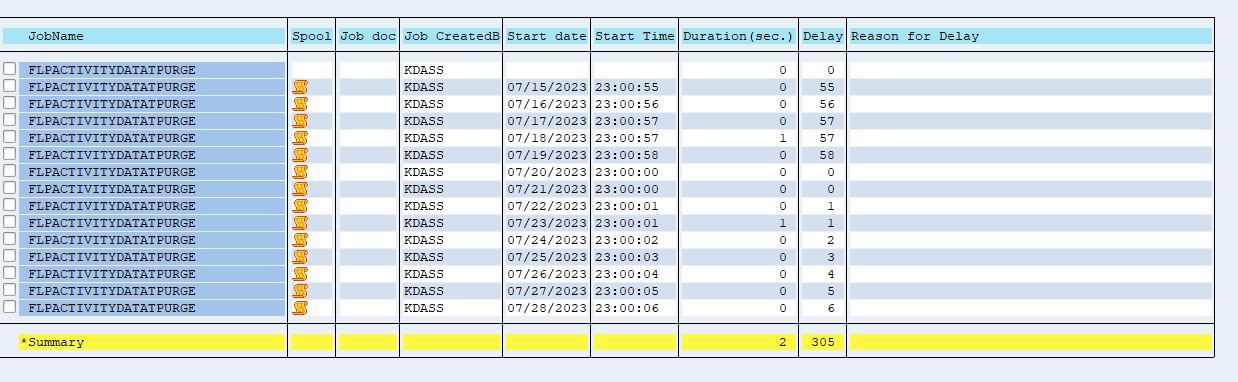 JobName Spool Job doc Job CreatedB Start date Start Time Duration(sec.) Delay Reason for Delay
FLPACTIVITYDATATPURGE KDASS 0 0
FLPACTIVITYDATATPURGE KDASS 07/15/2023 23:00:55 0 55
FLPACTIVITYDATATPURGE KDASS 07/16/2023 23:00:56 0 56
FLPACTIVITYDATATPURGE KDASS 07/17/2023 23:00:57 0 57
FLPACTIVITYDATATPURGE KDASS 07/18/2023 23:00:57 1 57
FLPACTIVITYDATATPURGE KDASS 07/19/2023 23:00:58 0 58
FLPACTIVITYDATATPURGE KDASS 07/20/2023 23:00:00 0 0
FLPACTIVITYDATATPURGE KDASS 07/21/2023 23:00:00 0 0
FLPACTIVITYDATATPURGE KDASS 07/22/2023 23:00:01 0 1
FLPACTIVITYDATATPURGE KDASS 07/23/2023 23:00:01 1 1
FLPACTIVITYDATATPURGE KDASS 07/24/2023 23:00:02 0 2
FLPACTIVITYDATATPURGE KDASS 07/25/2023 23:00:03 0 3
FLPACTIVITYDATATPURGE KDASS 07/26/2023 23:00:04 0 4
FLPACTIVITYDATATPURGE KDASS 07/27/2023 23:00:05 0 5
FLPACTIVITYDATATPURGE KDASS 07/28/2023 23:00:06 0 6
*Summary 2 305